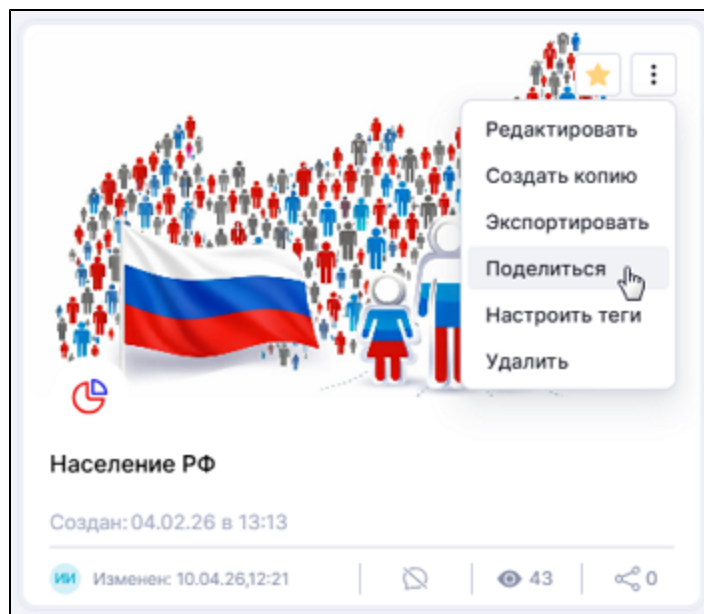 Редактировать
Создать копию
Экспортировать
Поделиться
Настроить теги
Удалить
Население РФ
Создан: 04.02.26 в 13:13
ИИ Изменен: 10.04.26,12:21 43 0